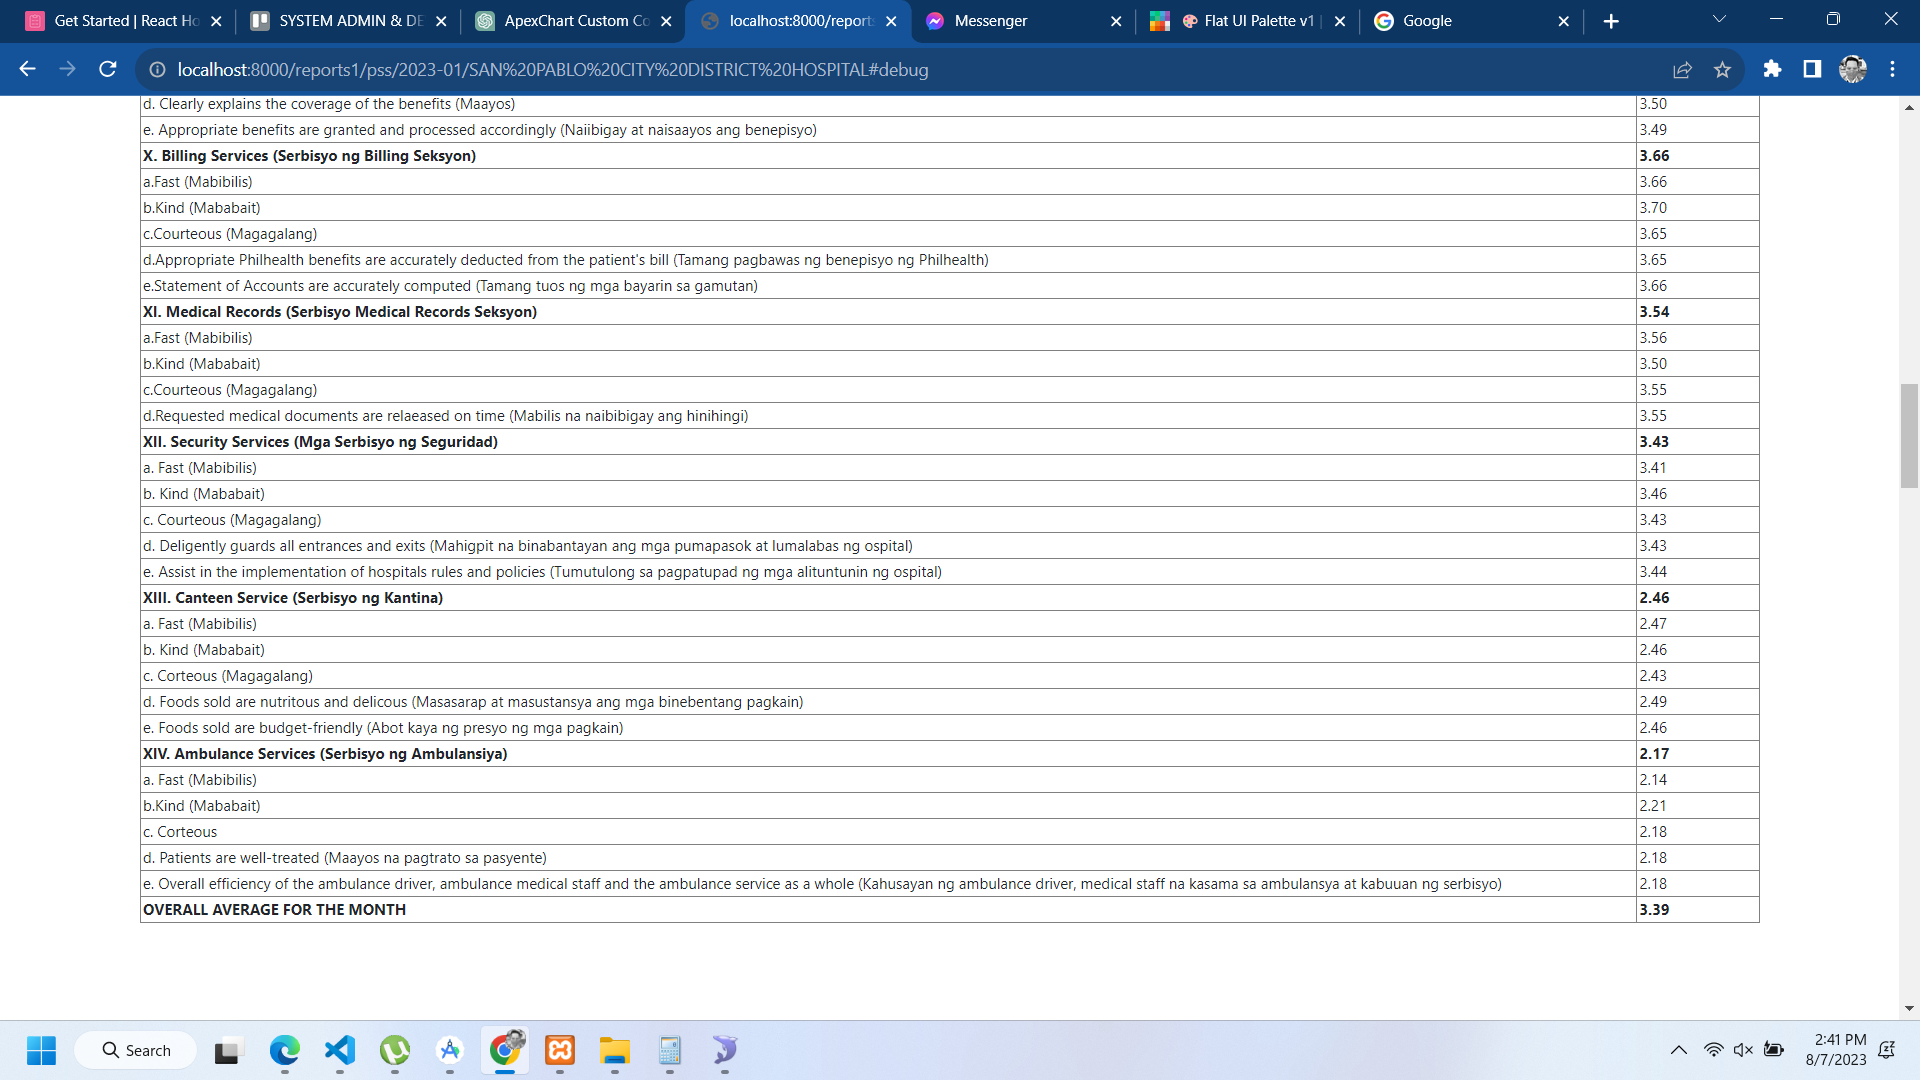 Get Started | React Ho
SYSTEM ADMIN & DE
ApexChart Custom Co
localhost:8000/reports
Messenger
Flat UI Palette v1 |
Google
localhost:8000/reports1/pss/2023-01/SAN%20PABLO%20CITY%20DISTRICT%20HOSPITAL#debug
d. Clearly explains the coverage of the benefits (Maayos) 3.50
e. Appropriate benefits are granted and processed accordingly (Naiibigay at naisaayos ang benepisyo) 3.49
X. Billing Services (Serbisyo ng Billing Seksyon) 3.66
a.Fast (Mabibilis) 3.66
b.Kind (Mababait) 3.70
c.Courteous (Magagalang) 3.65
d.Appropriate Philhealth benefits are accurately deducted from the patient's bill (Tamang pagbawas ng benepisyo ng Philhealth) 3.65
e.Statement of Accounts are accurately computed (Tamang tuos ng mga bayarin sa gamutan) 3.66
XI. Medical Records (Serbisyo Medical Records Seksyon) 3.54
a.Fast (Mabibilis) 3.56
b.Kind (Mababait) 3.50
c.Courteous (Magagalang) 3.55
d.Requested medical documents are relaeased on time (Mabilis na naibibigay ang hinihingi) 3.55
XII. Security Services (Mga Serbisyo ng Seguridad) 3.43
a. Fast (Mabibilis) 3.41
b. Kind (Mababait) 3.46
c. Courteous (Magagalang) 3.43
d. Deligently guards all entrances and exits (Mahigpit na binabantayan ang mga pumapasok at lumalabas ng ospital) 3.43
e. Assist in the implementation of hospitals rules and policies (Tumutulong sa pagpatupad ng mga alituntunin ng ospital) 3.44
XIII. Canteen Service (Serbisyo ng Kantina) 2.46
a. Fast (Mabibilis) 2.47
b. Kind (Mababait) 2.46
c. Corteous (Magagalang) 2.43
d. Foods sold are nutritous and delicous (Masasarap at masustansya ang mga binebentang pagkain) 2.49
e. Foods sold are budget-friendly (Abot kaya ng presyo ng mga pagkain) 2.46
XIV. Ambulance Services (Serbisyo ng Ambulansiya) 2.17
a. Fast (Mabibilis) 2.14
b.Kind (Mababait) 2.21
c. Corteous 2.18
d. Patients are well-treated (Maayos na pagtrato sa pasyente) 2.18
e. Overall efficiency of the ambulance driver, ambulance medical staff and the ambulance service as a whole (Kahusayan ng ambulance driver, medical staff na kasama sa ambulansya at kabuuan ng serbisyo) 2.18
OVERALL AVERAGE FOR THE MONTH 3.39
Search
2:41 PM
8/7/2023